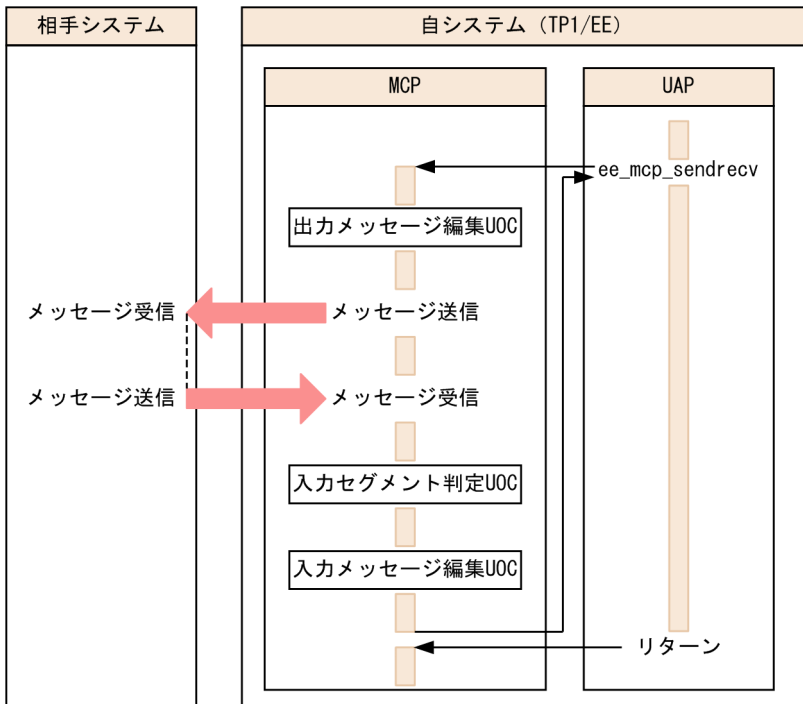 相手システム
自システム（TP1/EE）
MCP
UAP
ee_mcp_sendrecv
出力メッセージ編集UOC
メッセージ受信
メッセージ送信
メッセージ送信
メッセージ受信
入力セグメント判定UOC
入力メッセージ編集UOC
リターン